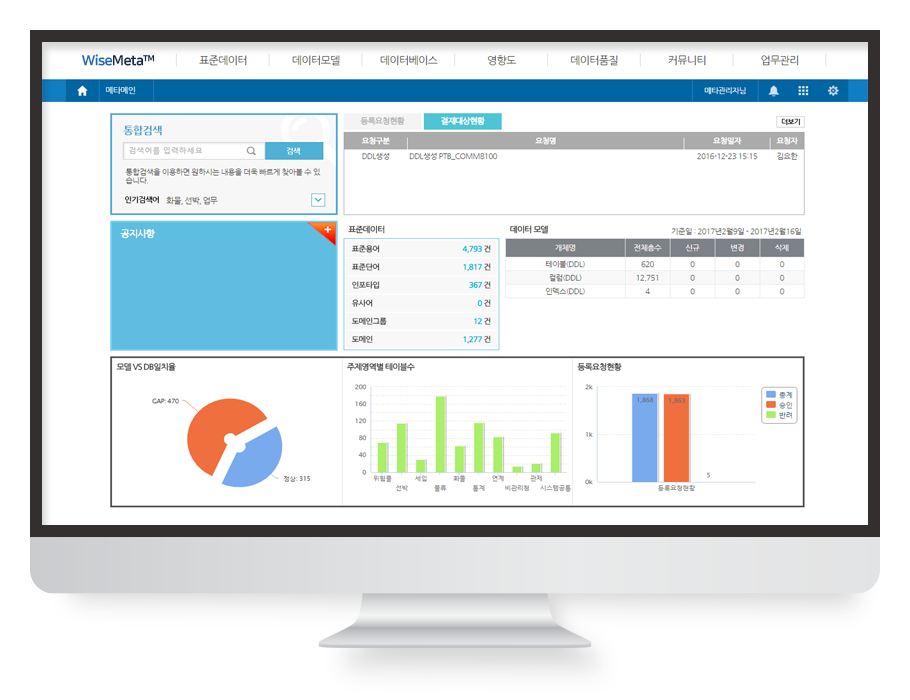 WiseMeta™ 표준데이터 데이터모델 데이터베이스 영향도 데이터품질 커뮤니티 업무관리
메타메인 메타관리자님
통합검색
검색어를 입력하세요 검색
통합검색을 이용하면 원하시는 내용을 더욱 빠르게 찾아볼 수 있
습니다.
인기검색어 화물, 선박, 업무
등록요청현황 결재대상현황 더보기
요청구분 요청명 요청일자 요청자
DDL생성 DDL생성 PTB_COMM8100 2016-12-23 15:15 김요한
공지사항 +
표준데이터
표준용어 4,793 건
표준단어 1,817 건
인포타입 367 건
유사어 0 건
도메인그룹 12 건
도메인 1,277 건
데이터 모델 기준일 : 2017년2월9일 - 2017년2월16일
개체명 전체총수 신규 변경 삭제
테이블(DDL) 620 0 0 0
컬럼(DDL) 12,751 0 0 0
인덱스(DDL) 4 0 0 0
모델 VS DB일치율
GAP: 470
정상: 315
주제영역별 테이블수
200
160
120
80
40
0
위험물 세입 화물 연계 관제
선박 물류 통계 비관리청 시스템공통
등록요청현황
2k
1k
0k
1,868 1,863 5
등록요청현황
총계
승인
반려